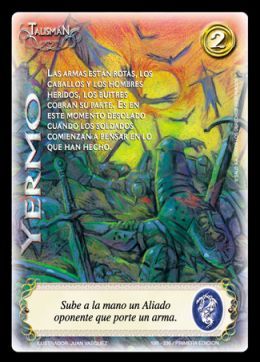 TALISMÁN
2
YERMO
LAS ARMAS ESTÁN ROTAS, LOS
CABALLOS Y LOS HOMBRES
HERIDOS, LOS BUITRES
COBRAN SU PARTE. ES EN
ESTE MOMENTO DESOLADO
CUANDO LOS SOLDADOS
COMIENZAN A PENSAR EN LO
QUE HAN HECHO.
Sube a la mano un Aliado
oponente que porte un arma.
ILUSTRADOR: JUAN VASQUEZ
PRIMERA EDICION